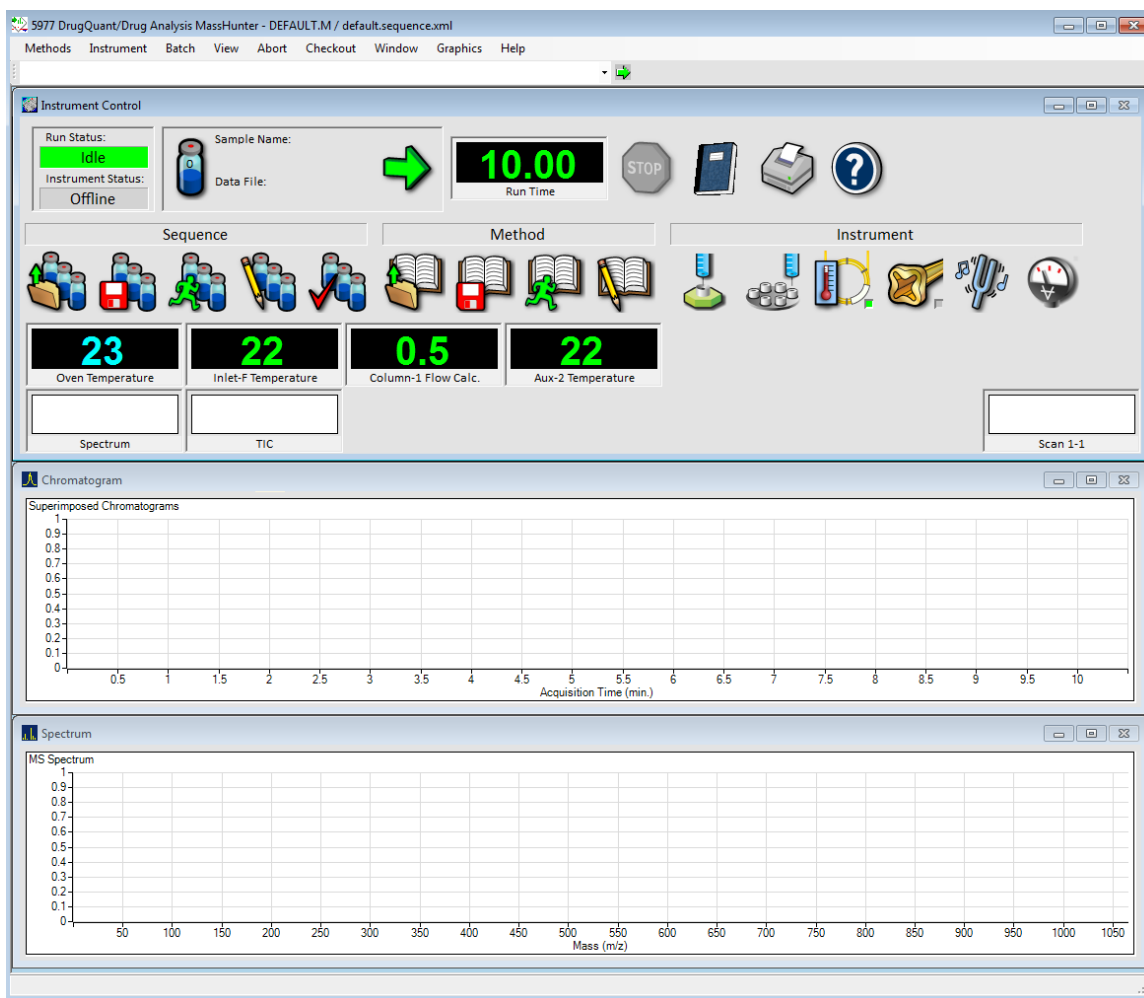 5977 DrugQuant/Drug Analysis MassHunter - DEFAULT.M / default.sequence.xml
Methods Instrument Batch View Abort Checkout Window Graphics Help
Instrument Control
Run Status:
Idle
Instrument Status:
Offline
0
Sample Name:
Data File:
10.00
Run Time
STOP
?
Sequence Method Instrument
23 22 0.5 22
Oven Temperature Inlet-F Temperature Column-1 Flow Calc. Aux-2 Temperature
Spectrum TIC Scan 1-1
Chromatogram
Superimposed Chromatograms
1
0.9
0.8
0.7
0.6
0.5
0.4
0.3
0.2
0.1
0
0.5 1 1.5 2 2.5 3 3.5 4 4.5 5 5.5 6 6.5 7 7.5 8 8.5 9 9.5 10
Acquisition Time (min.)
Spectrum
MS Spectrum
1
0.9
0.8
0.7
0.6
0.5
0.4
0.3
0.2
0.1
0
50 100 150 200 250 300 350 400 450 500 550 600 650 700 750 800 850 900 950 1000 1050
Mass (m/z)